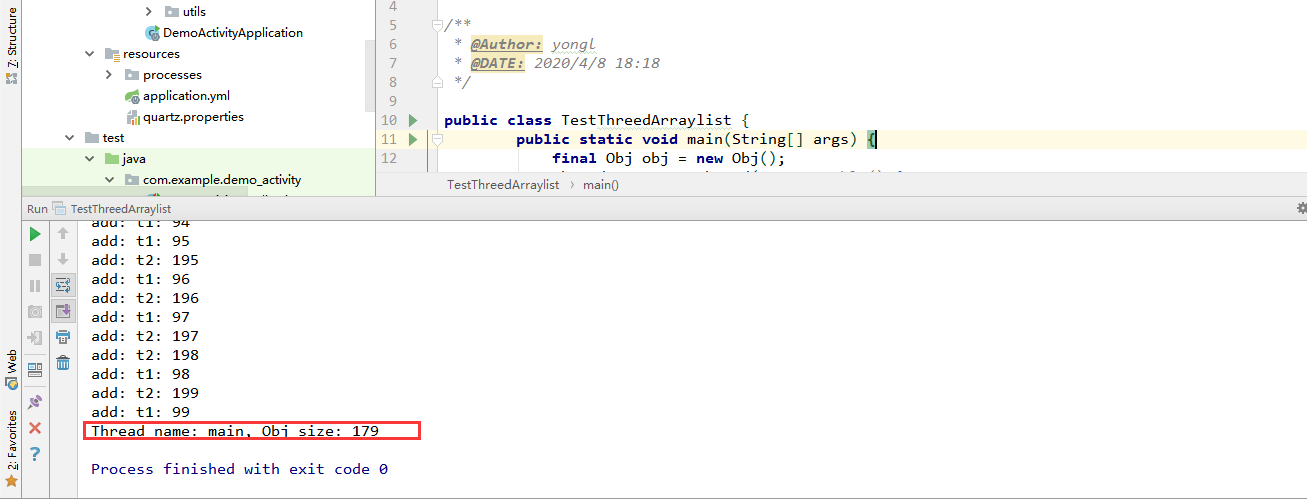 Z: Structure
utils
DemoActivityApplication
resources
processes
application.yml
quartz.properties
test
java
com.example.demo_activity
4
5 /**
6 * @Author: yongl
7 * @DATE: 2020/4/8 18:18
8 */
9
10 public class TestThreedArraylist {
11 public static void main(String[] args) {
12 final Obj obj = new Obj();
TestThreedArraylist › main()
Run TestThreedArraylist
add: t1: 94
add: t1: 95
add: t2: 195
add: t1: 96
add: t2: 196
add: t1: 97
add: t2: 197
add: t2: 198
add: t1: 98
add: t2: 199
add: t1: 99
Thread name: main, Obj size: 179
Process finished with exit code 0
Web
2: Favorites